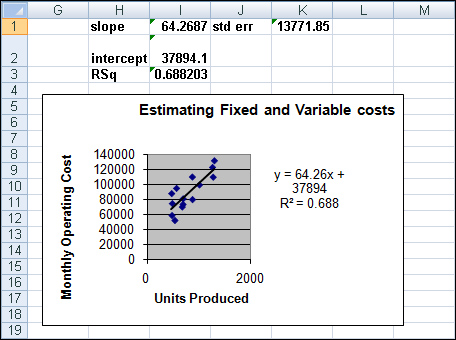 G H I J K L M
1 slope 64.2687 std err 13771.85
2 intercept 37894.1
3 RSq 0.688203
4
5
6
7
8
9
10
11
12
13
14
15
16
17
18
19
Estimating Fixed and Variable costs
Monthly Operating Cost
140000
120000
100000
80000
60000
40000
20000
0
0 2000
Units Produced
y = 64.26x +
37894
R² = 0.688